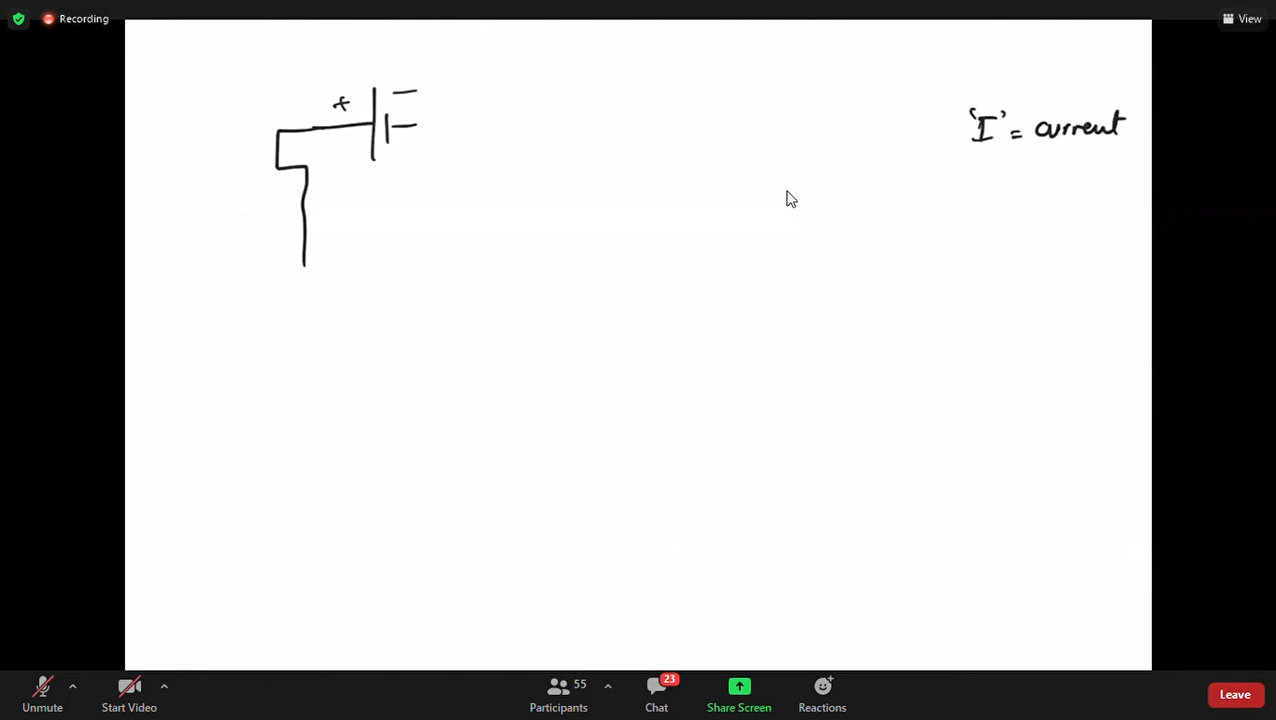 Recording
View
+ –
'I' = current
Unmute
Start Video
55
Participants
23
Chat
Share Screen
Reactions
Leave